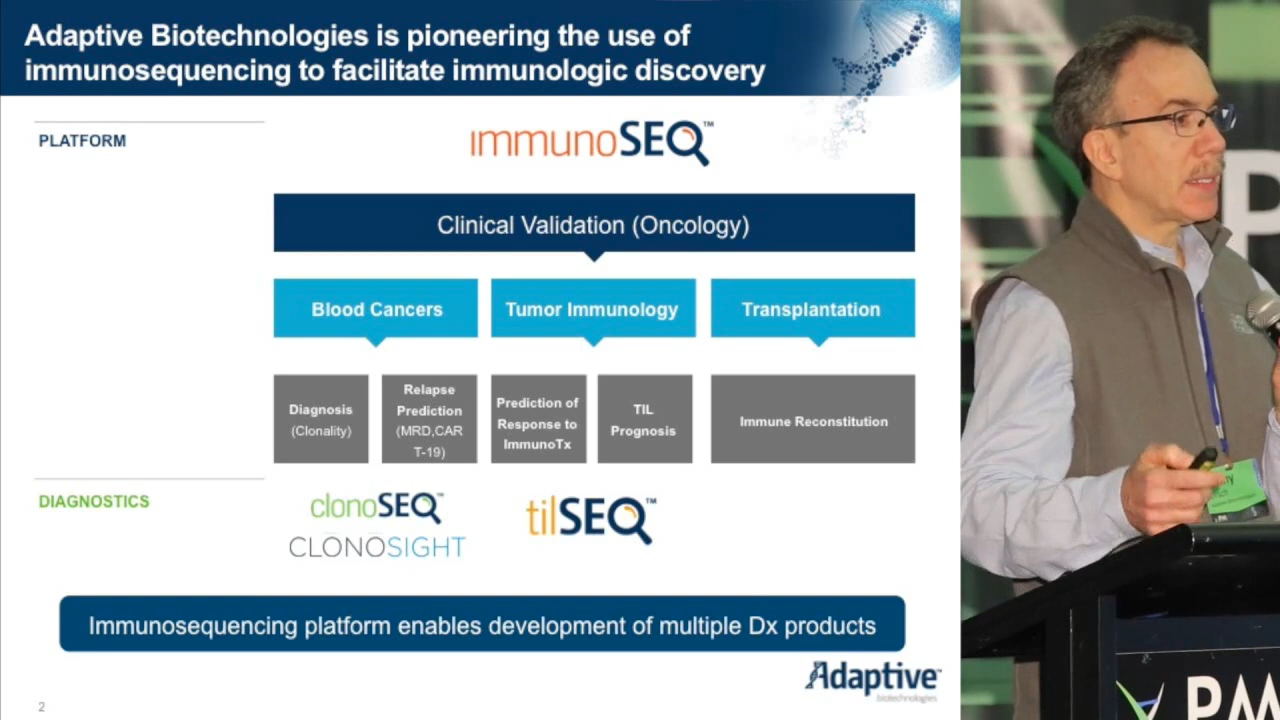 Adaptive Biotechnologies is pioneering the use of
immunosequencing to facilitate immunologic discovery
PLATFORM
immunoSEQ™
Clinical Validation (Oncology)
Blood Cancers
Tumor Immunology
Transplantation
Diagnosis
(Clonality)
Relapse
Prediction
(MRD,CAR
T-19)
Prediction of
Response to
ImmunoTx
TIL
Prognosis
Immune Reconstitution
DIAGNOSTICS
clonoSEQ™
CLONOSIGHT
tilSEQ™
Immunosequencing platform enables development of multiple Dx products
Adaptive™
biotechnologies
2
P
PM